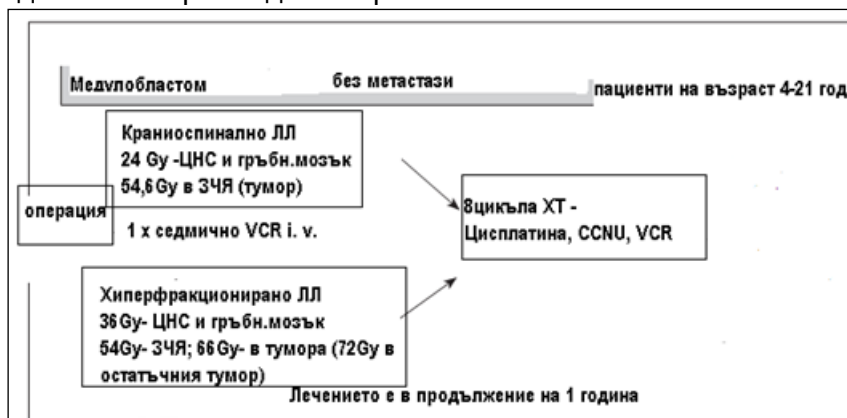 Медулобластом без метастази пациенти на възраст 4-21 год
Краниоспинално ЛЛ
24 Gy -ЦНС и гръбн.мозък
54,6Gy в ЗЧЯ (тумор)
операция
1 x седмично VCR i. v.
8цикъла ХТ -
Цисплатина, CCNU, VCR
Хиперфракционирано ЛЛ
36Gy- ЦНС и гръбн.мозък
54Gy- ЗЧЯ; 66Gy- в тумора (72Gy в
остатъчния тумор)
Лечението е в продължение на 1 година